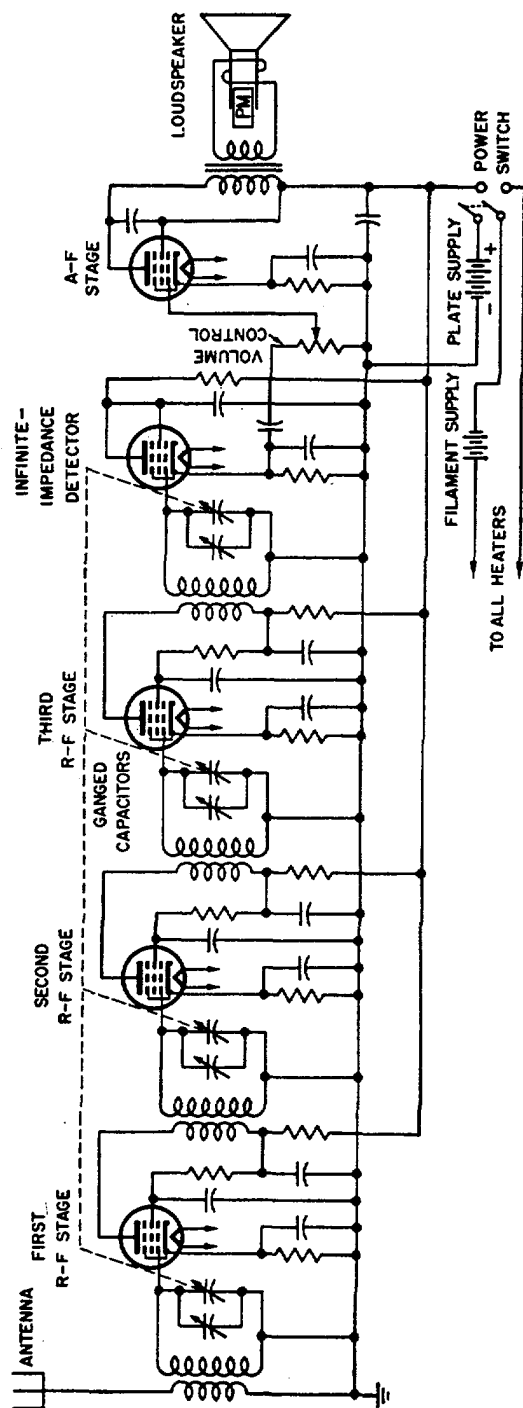 ANTENNA
FIRST
R-F STAGE
SECOND
R-F STAGE
GANGED
CAPACITORS
THIRD
R-F STAGE
INFINITE-
IMPEDANCE
DETECTOR
VOLUME
CONTROL
A-F
STAGE
LOUDSPEAKER
PM
FILAMENT SUPPLY
PLATE SUPPLY
-
+
POWER
SWITCH
TO ALL HEATERS